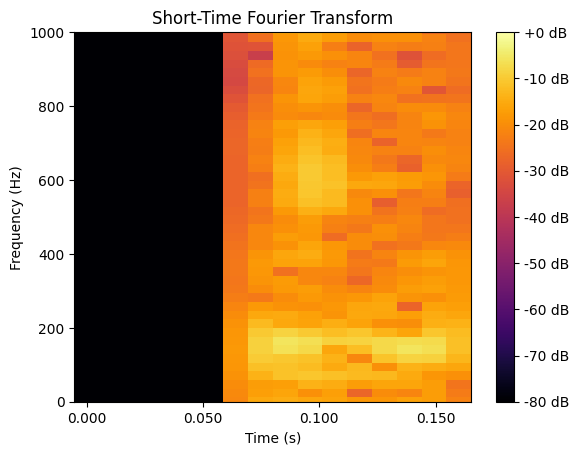 Short-Time Fourier Transform
Frequency (Hz)
1000
800
600
400
200
0
0.000
0.050
0.100
0.150
Time (s)
+0 dB
-10 dB
-20 dB
-30 dB
-40 dB
-50 dB
-60 dB
-70 dB
-80 dB